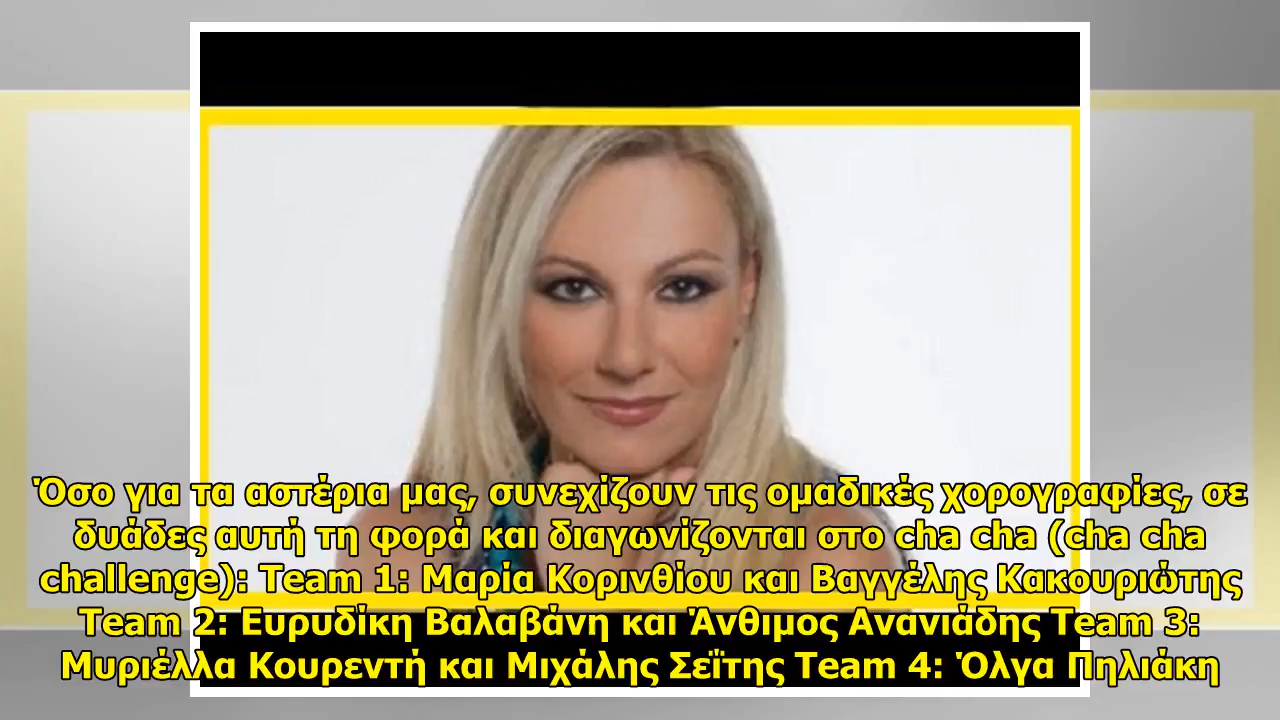 Όσο για τα αστέρια μας, συνεχίζουν τις ομαδικές χορογραφίες, σε
δυάδες αυτή τη φορά και διαγωνίζονται στο cha cha (cha cha
challenge): Team 1: Μαρία Κορινθίου και Βαγγέλης Κακουριώτης
Team 2: Ευρυδίκη Βαλαβάνη και Άνθιμος Ανανιάδης Team 3:
Μυριέλλα Κουρεντή και Μιχάλης Σεΐτης Team 4: Όλγα Πηλιάκη